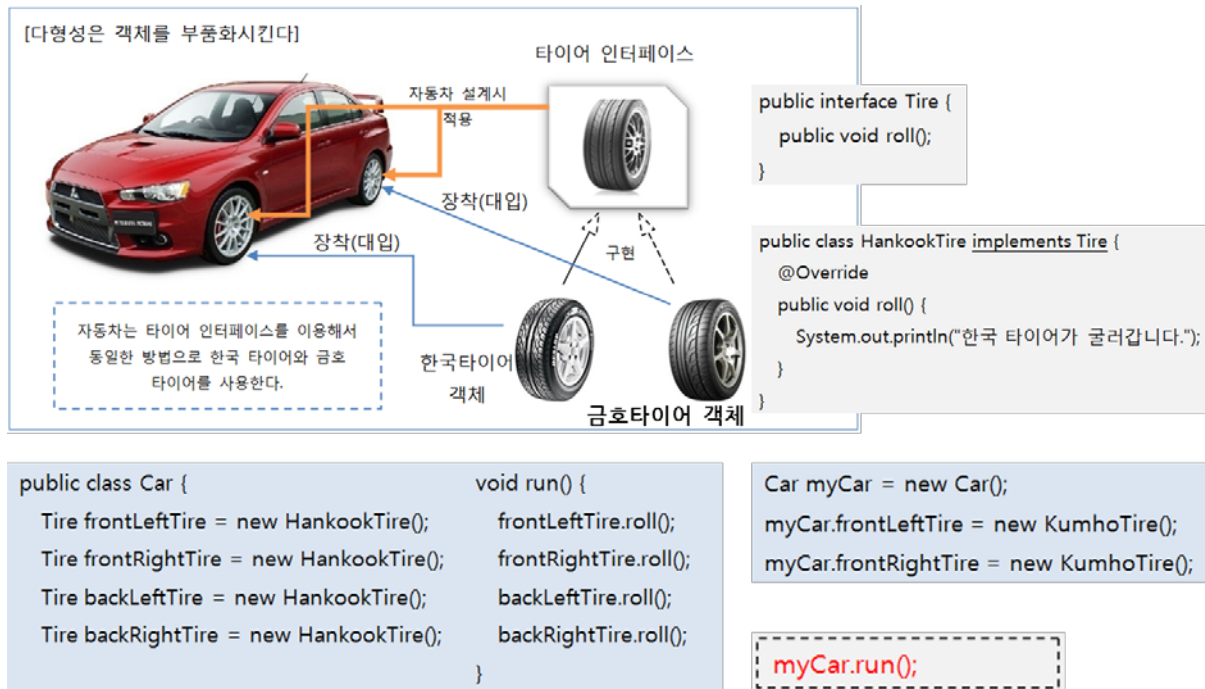 [다형성은 객체를 부품화시킨다]
타이어 인터페이스
자동차 설계시
적용
장착(대입)
장착(대입)
구현
자동차는 타이어 인터페이스를 이용해서
동일한 방법으로 한국 타이어와 금호
타이어를 사용한다.
한국타이어
객체
금호타이어 객체
public interface Tire {
public void roll();
}
public class HankookTire implements Tire {
@Override
public void roll() {
System.out.println("한국 타이어가 굴러갑니다.");
}
}
public class Car {
Tire frontLeftTire = new HankookTire();
Tire frontRightTire = new HankookTire();
Tire backLeftTire = new HankookTire();
Tire backRightTire = new HankookTire();
void run() {
frontLeftTire.roll();
frontRightTire.roll();
backLeftTire.roll();
backRightTire.roll();
}
Car myCar = new Car();
myCar.frontLeftTire = new KumhoTire();
myCar.frontRightTire = new KumhoTire();
myCar.run();